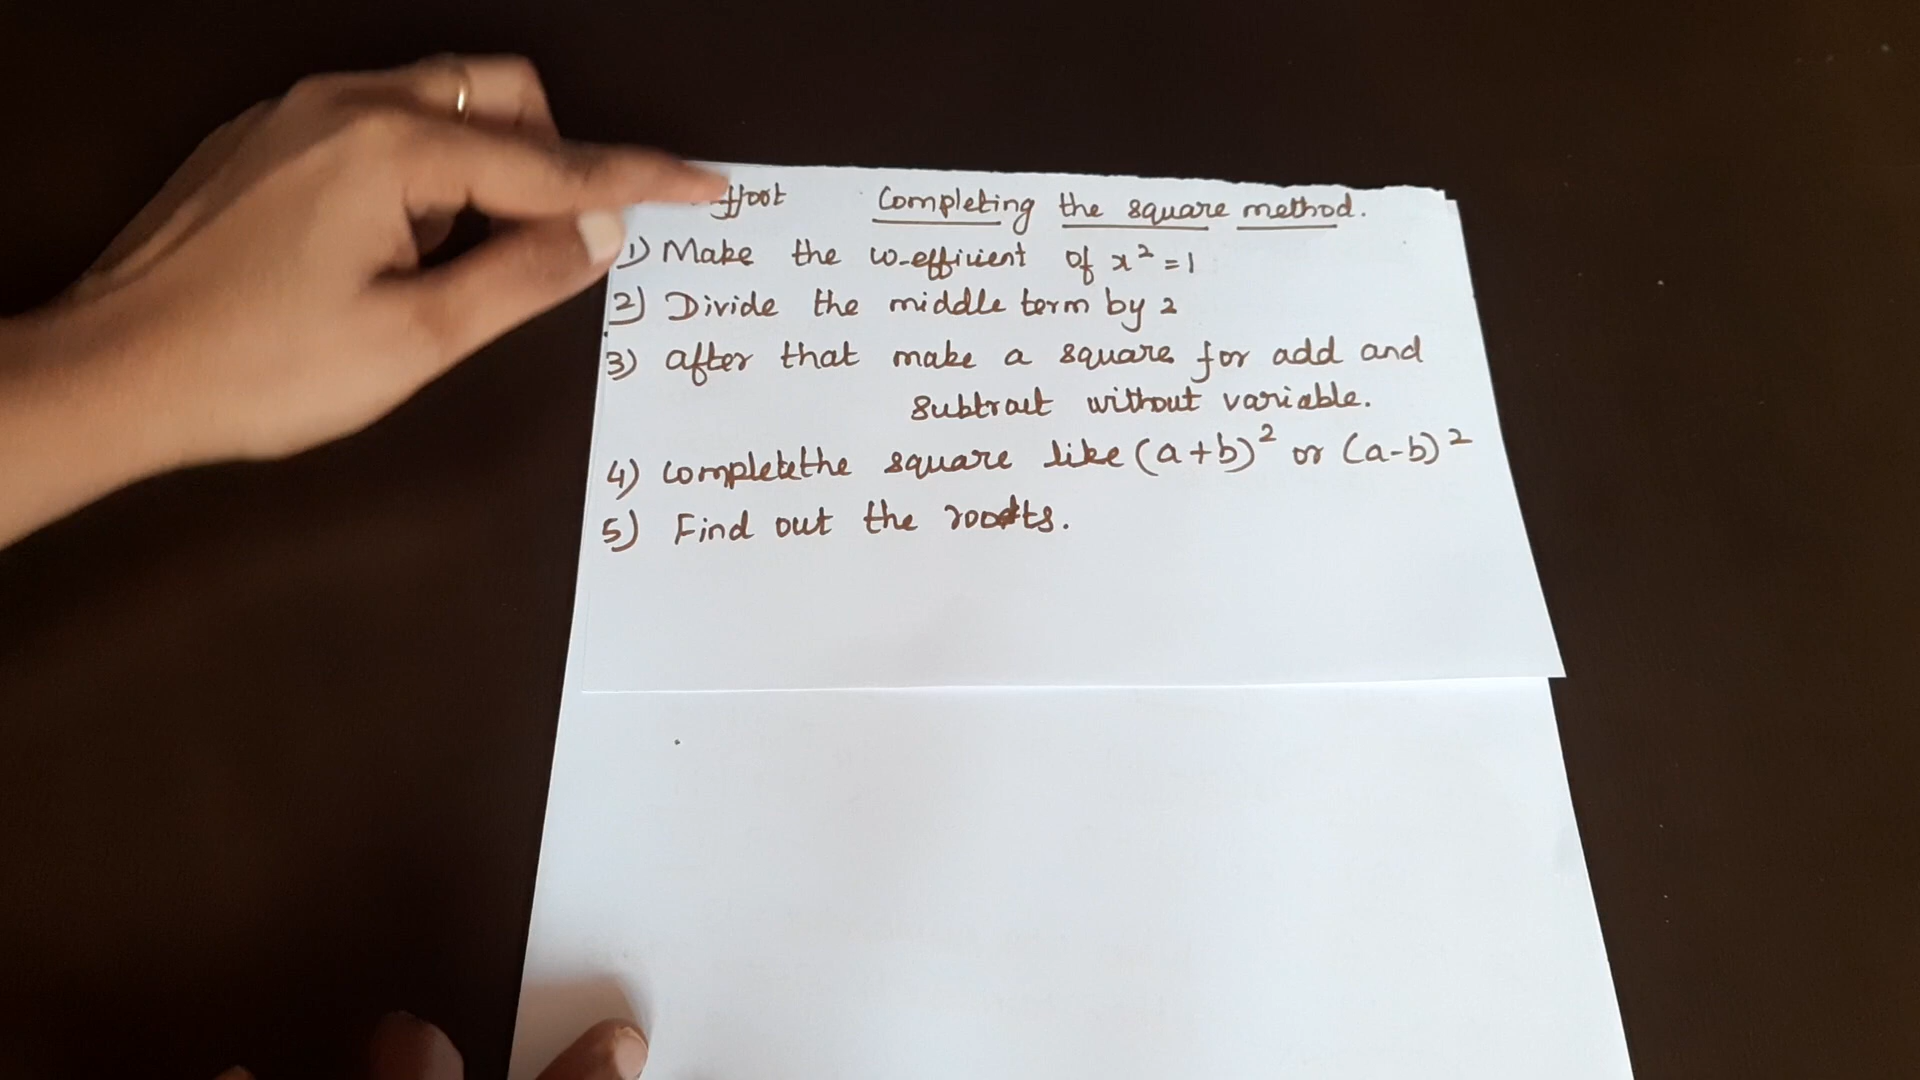 Completing the square method.
1) Make the co-efficient of x² = 1
2) Divide the middle term by 2
3) after that make a square for add and
subtract without variable.
4) complete the square like (a+b)² or (a-b)²
5) Find out the roots.